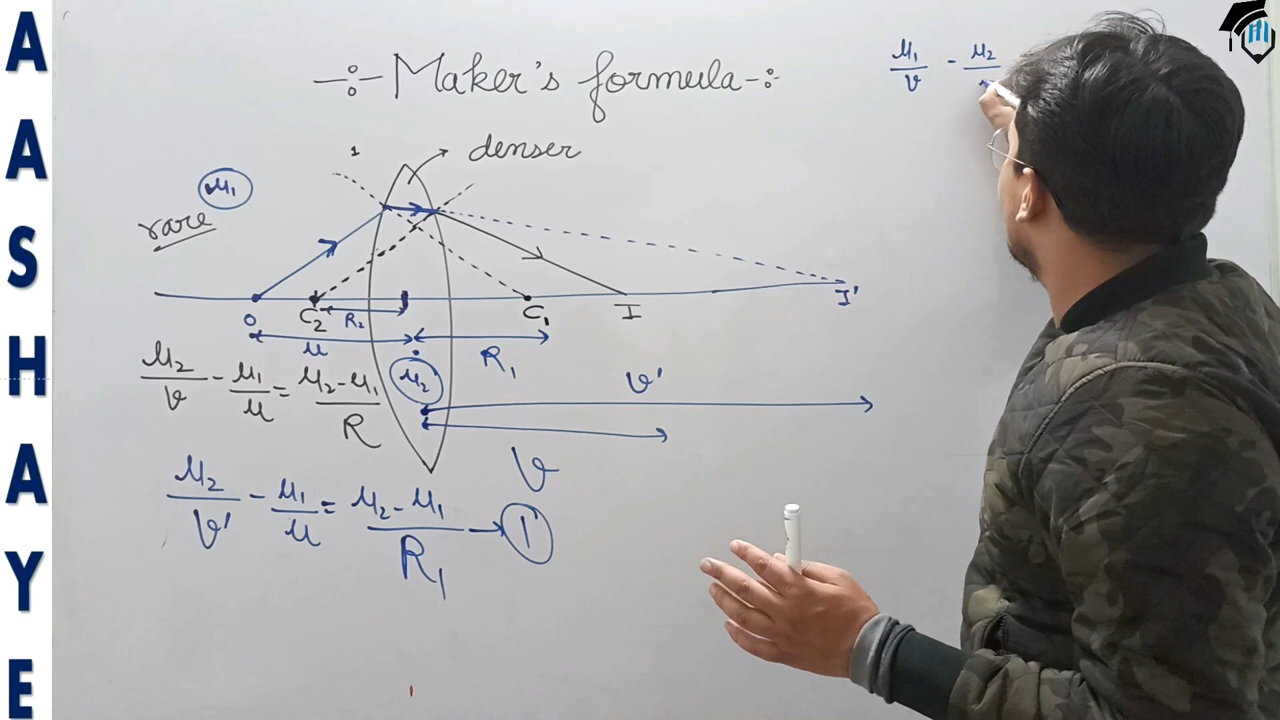 AASHAYE
-÷- Maker's formula -÷
μ₁/v - μ₂/
1
denser
μ₁
rare
O C₂ R₂ C₁ I I'
u R₁
μ₂/v - μ₁/u = μ₂-μ₁/R
μ₂
v'
v
μ₂/v' - μ₁/u = μ₂-μ₁/R₁ → 1